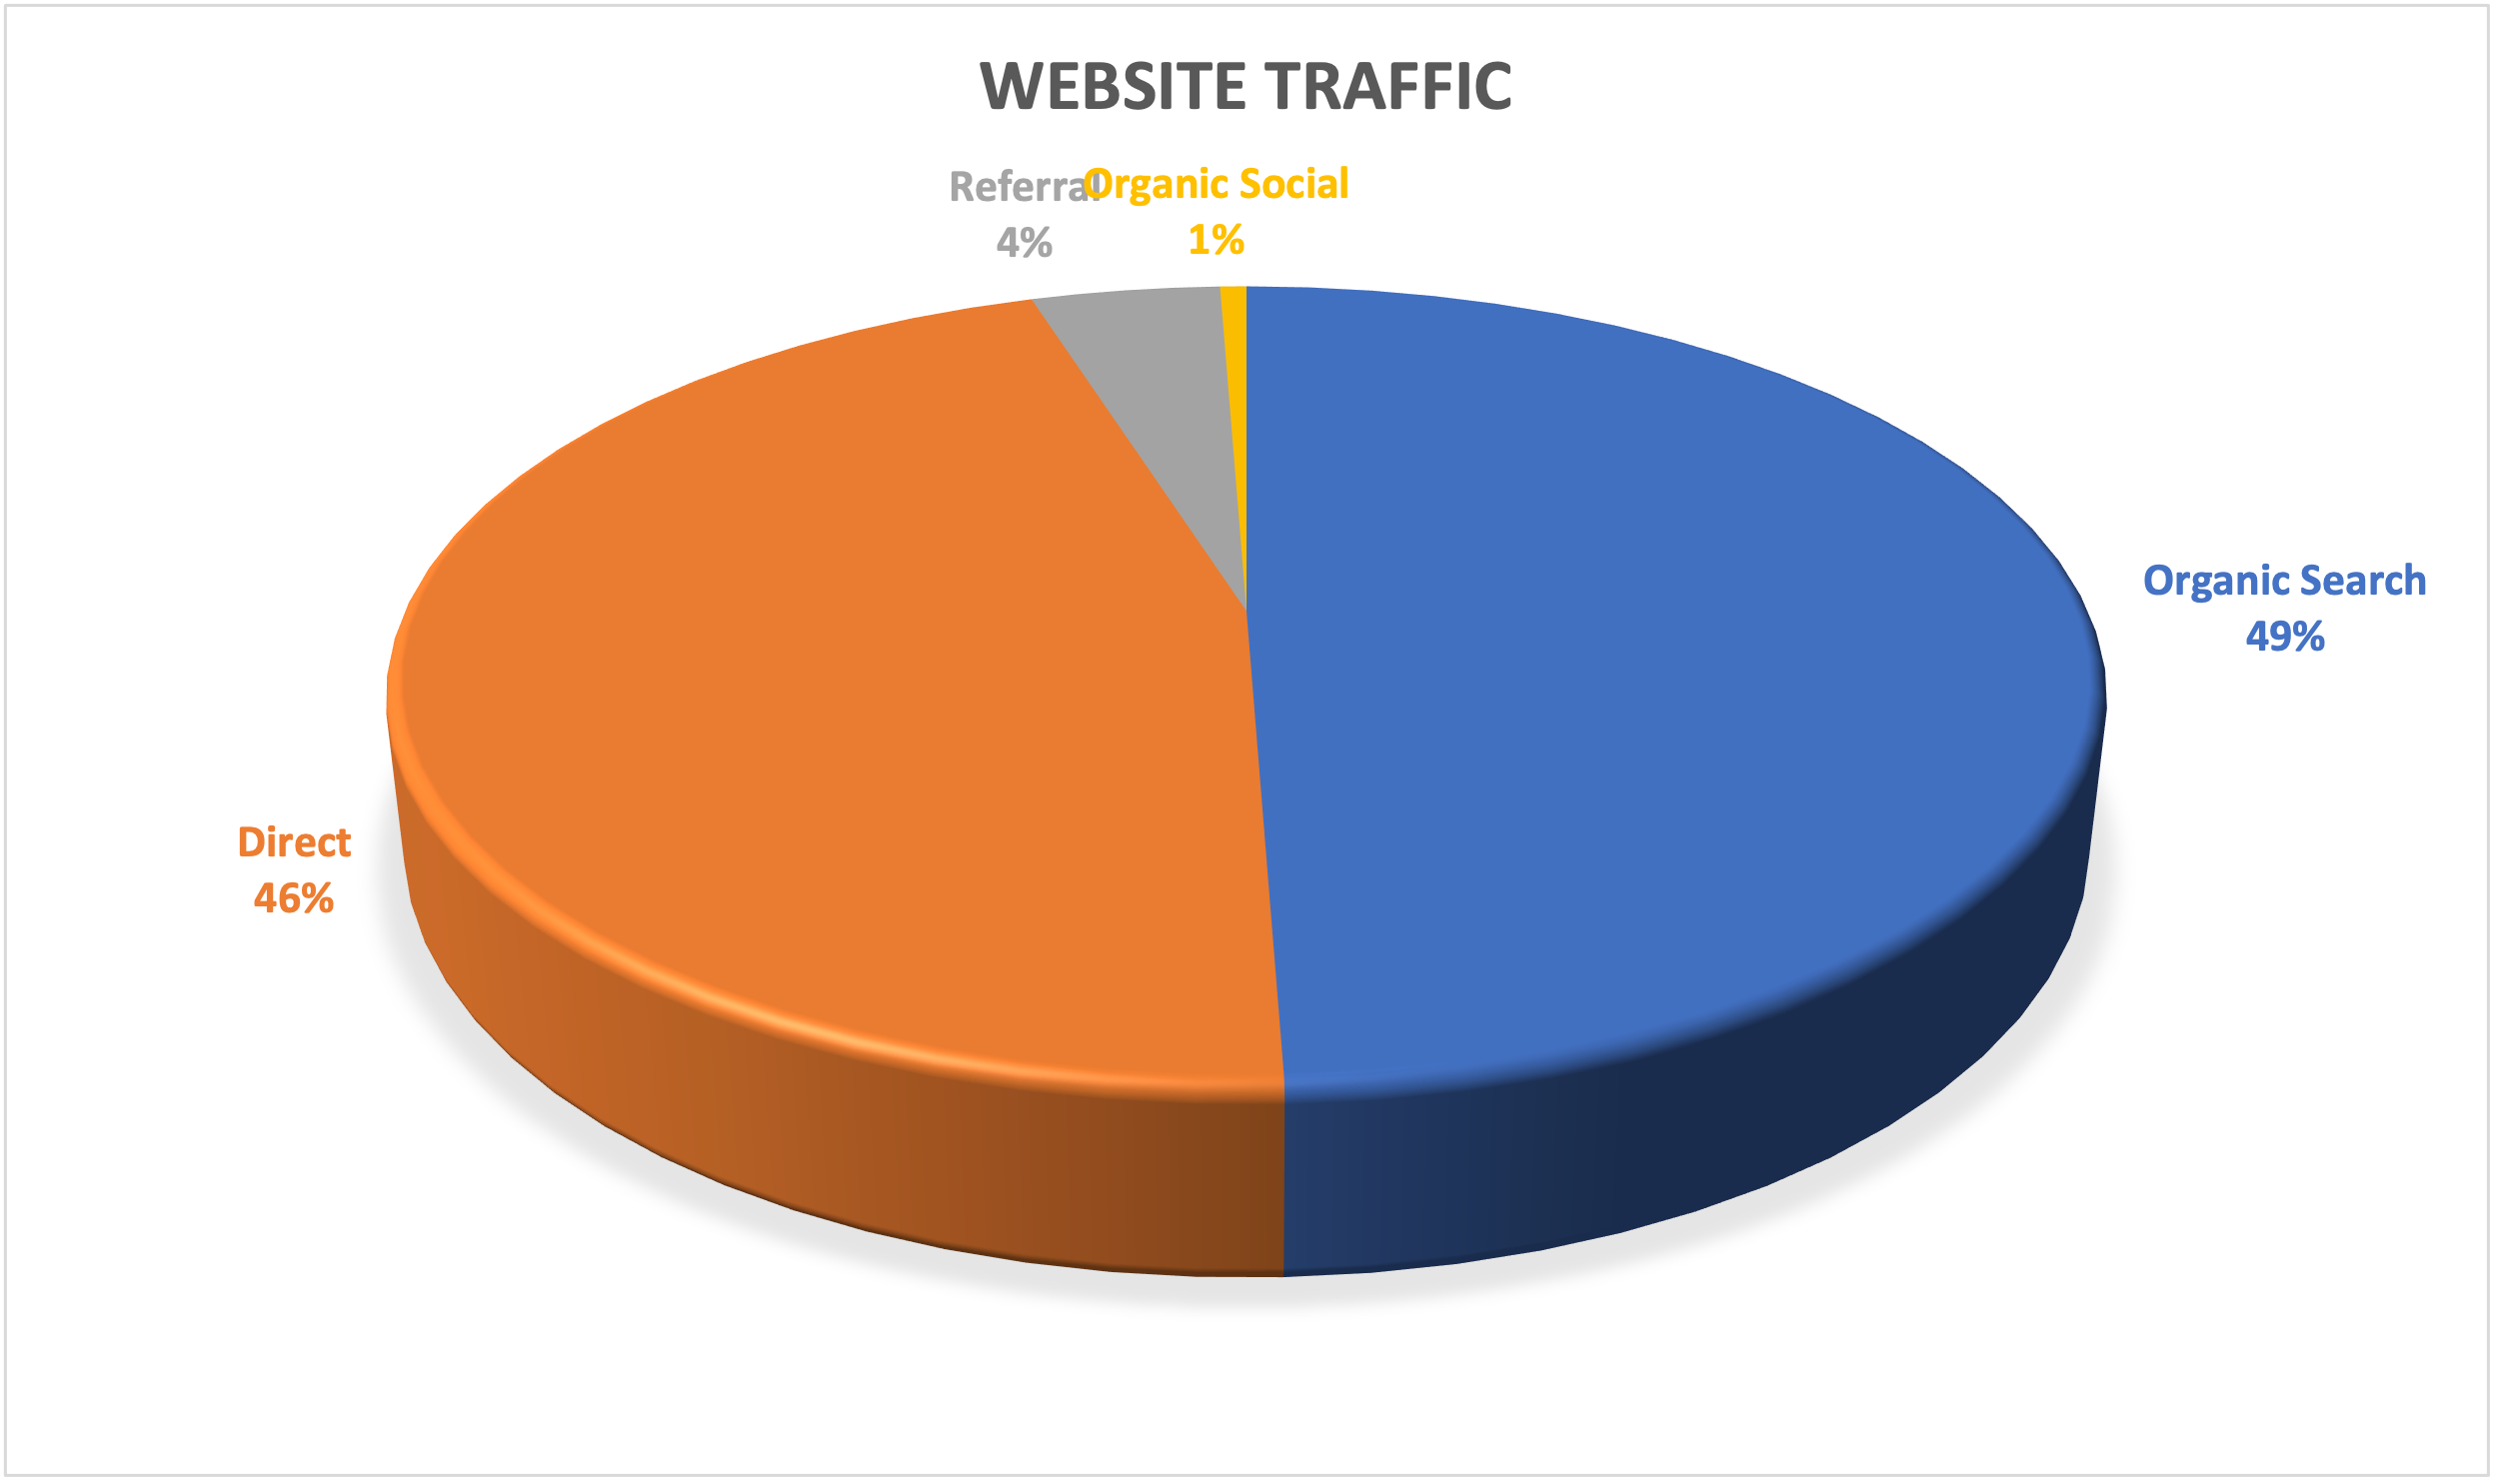 WEBSITE TRAFFIC
Referral
4%
Organic Social
1%
Organic Search
49%
Direct
46%